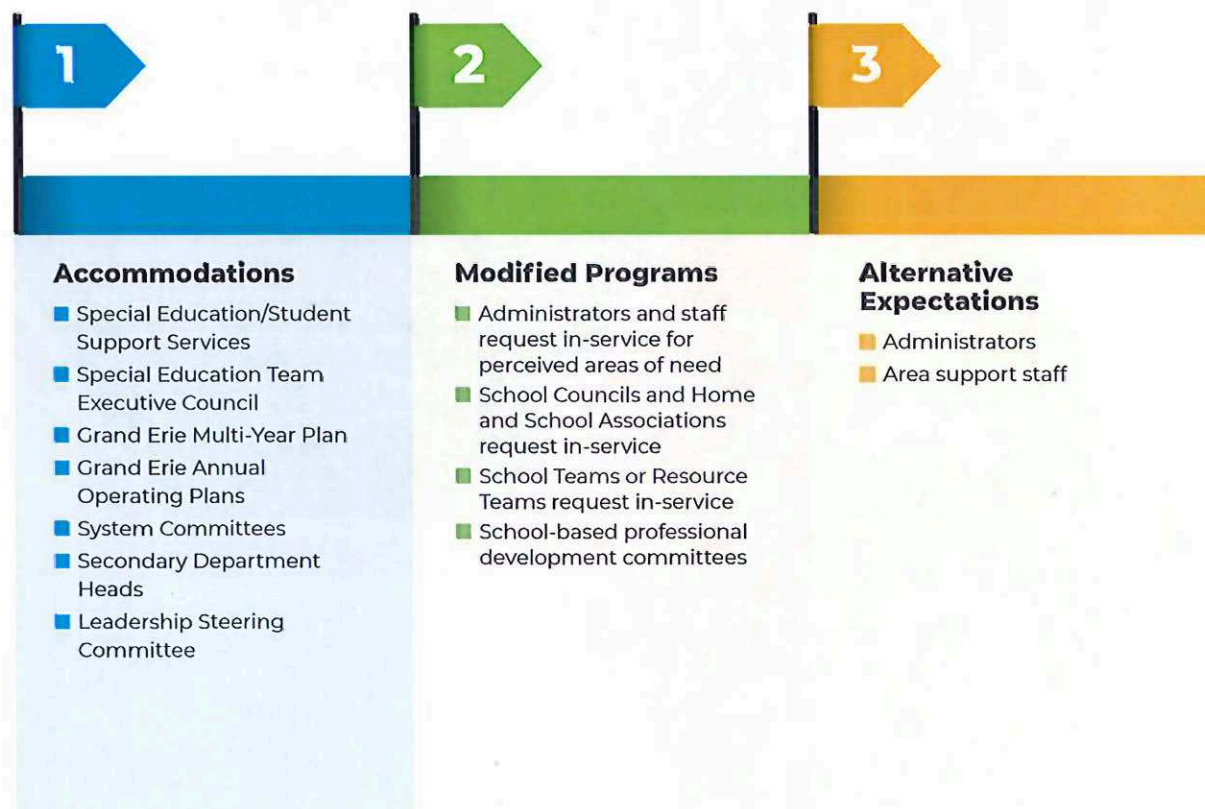 1
Accommodations
Special Education/Student
Support Services
Special Education Team
Executive Council
Grand Erie Multi-Year Plan
Grand Erie Annual
Operating Plans
System Committees
Secondary Department
Heads
Leadership Steering
Committee
2
Modified Programs
Administrators and staff
request in-service for
perceived areas of need
School Councils and Home
and School Associations
request in-service
School Teams or Resource
Teams request in-service
School-based professional
development committees
3
Alternative
Expectations
Administrators
Area support staff